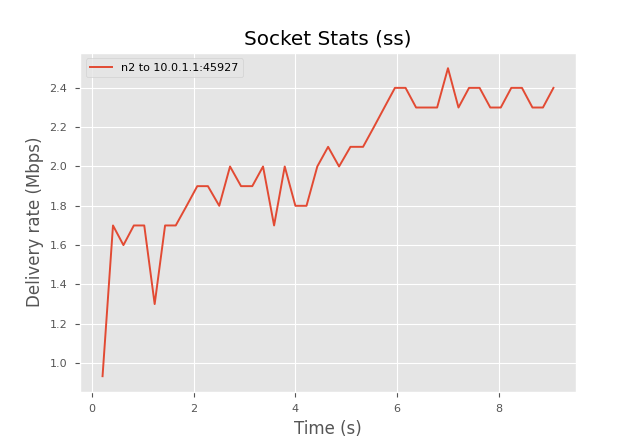 Socket Stats (ss)
n2 to 10.0.1.1:45927
Delivery rate (Mbps)
2.4
2.2
2.0
1.8
1.6
1.4
1.2
1.0
0 2 4 6 8
Time (s)